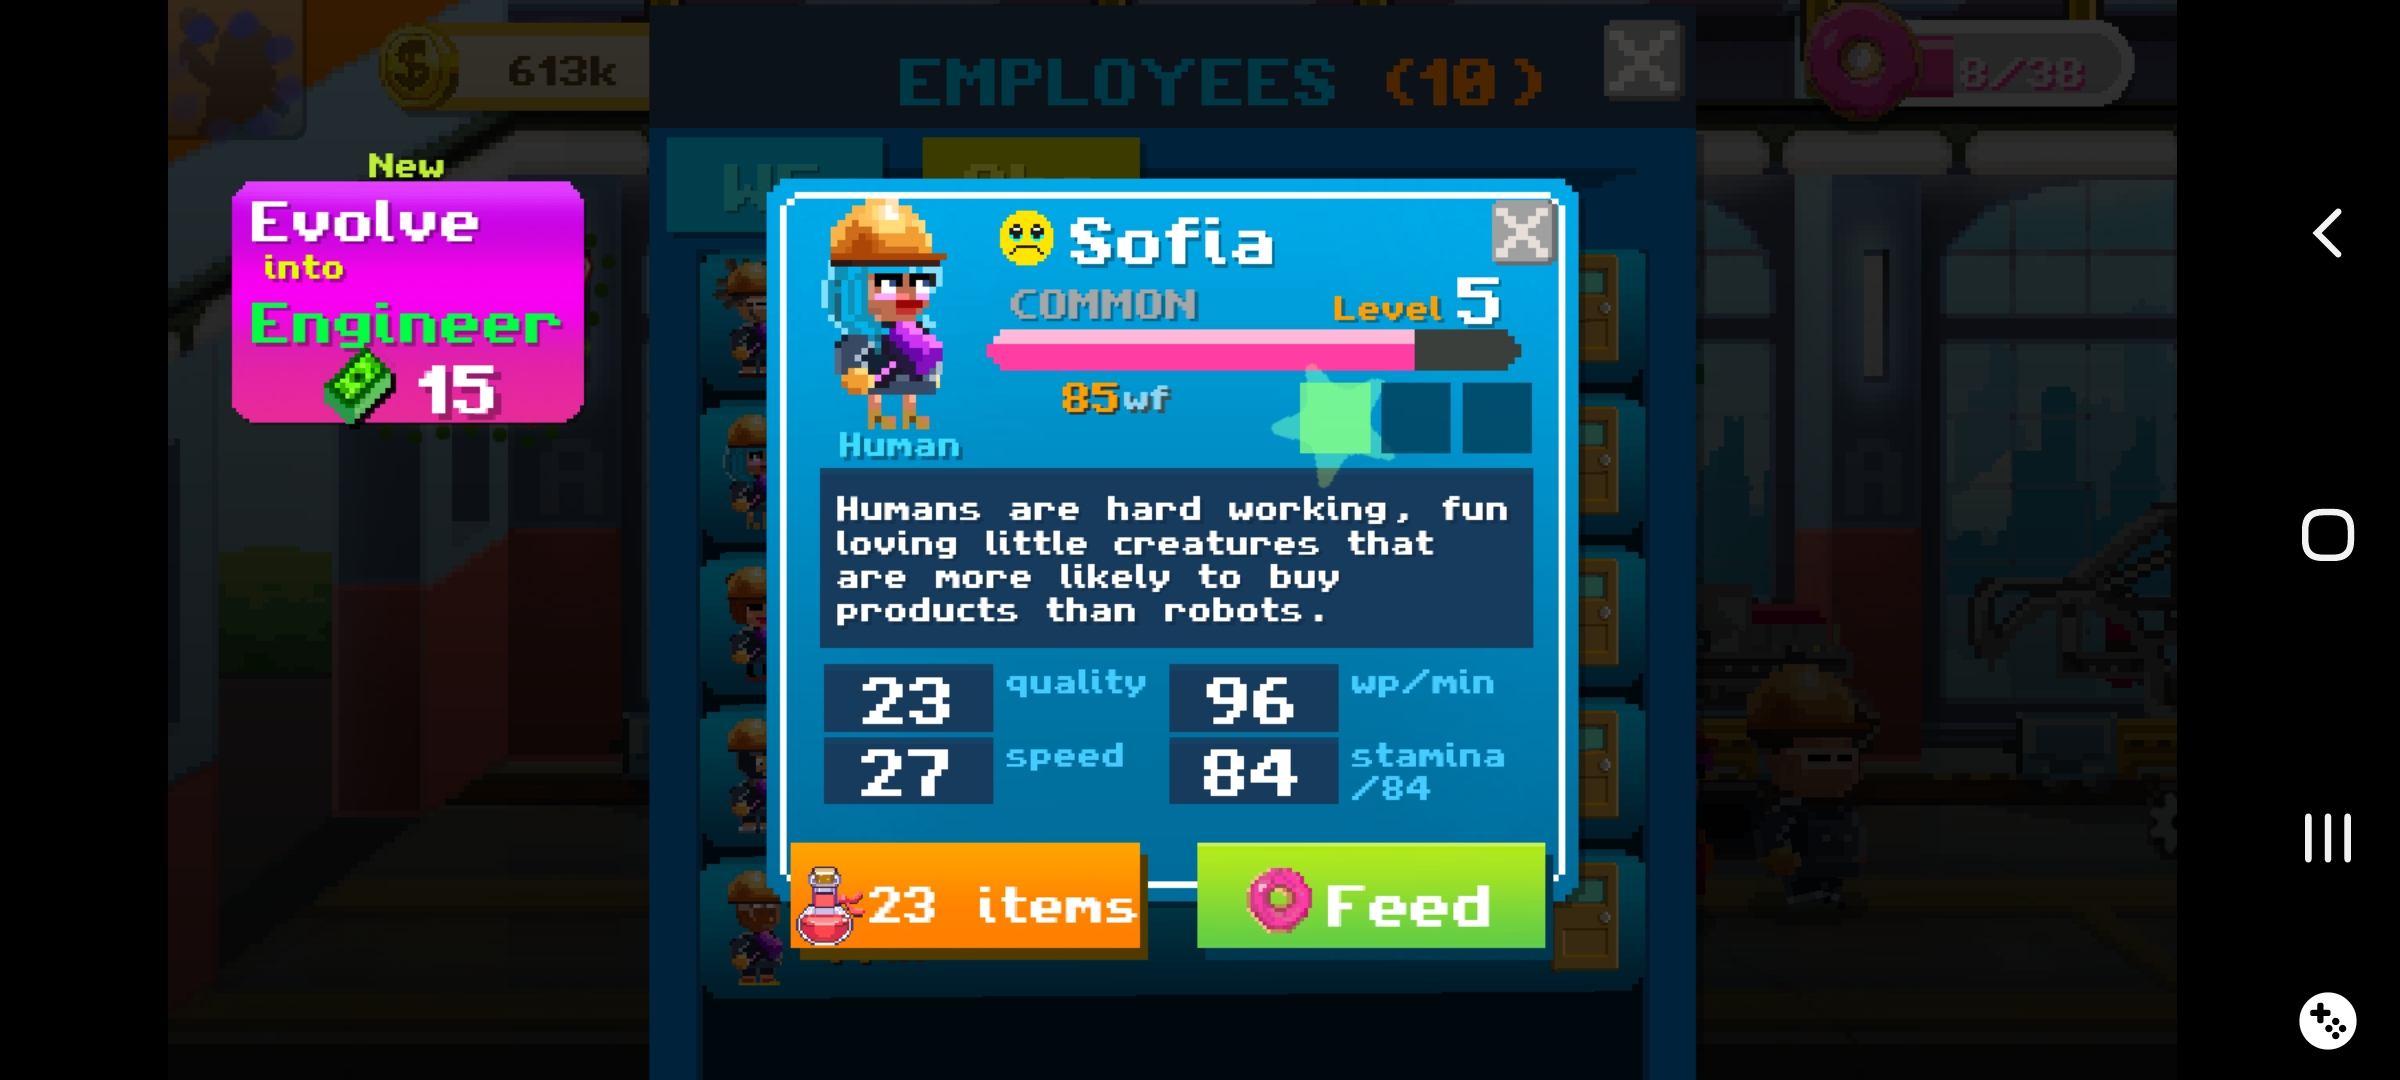 613k
EMPLOYEES (10)
8/38
New
Evolve
into
Engineer
15
Sofia
COMMON
Level 5
85wf
Human
Humans are hard working, fun
loving little creatures that
are more likely to buy
products than robots.
23 quality
96 wp/min
27 speed
84 stamina
/84
23 items
Feed